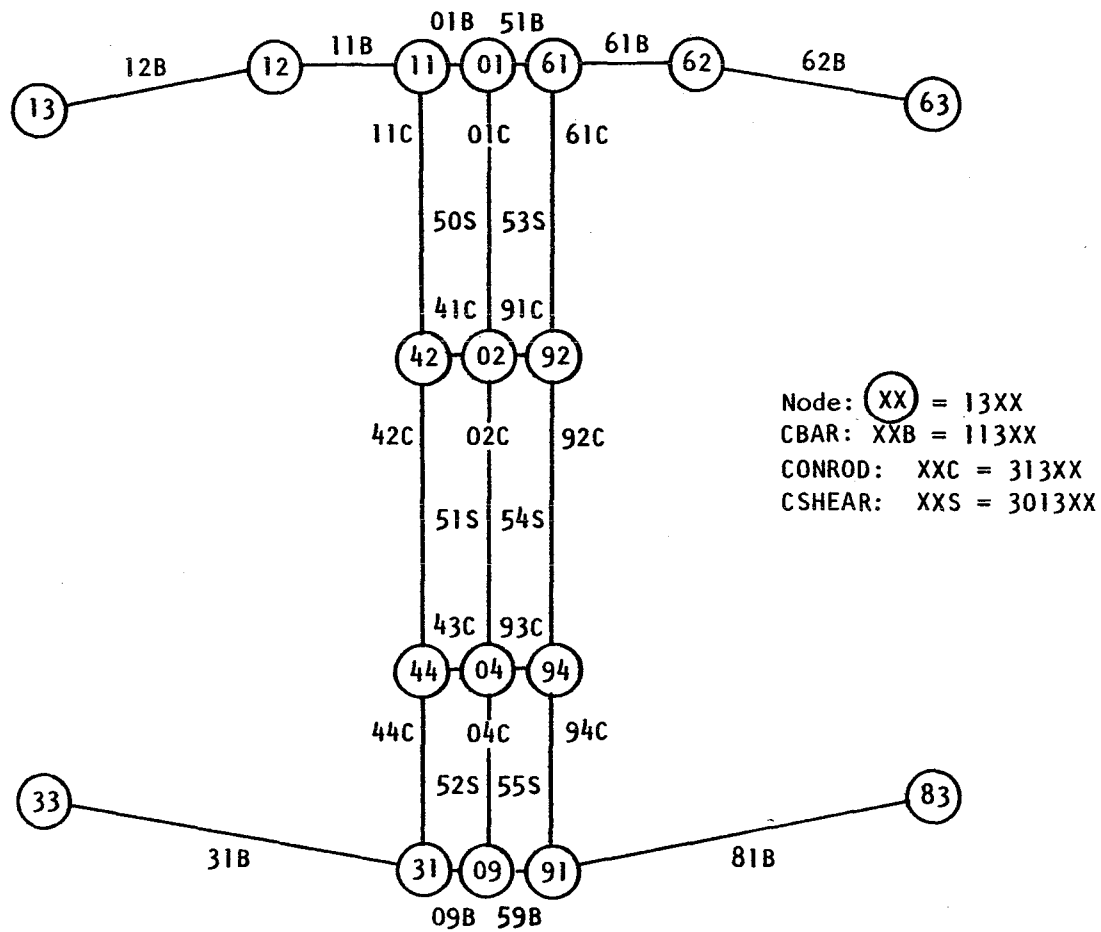 01B 51B
12B 11B 61B 62B
13 12 11 01 61 62 63
11C 01C 61C
50S 53S
41C 91C
42 02 92
42C 02C 92C
51S 54S
43C 93C
44 04 94
44C 04C 94C
52S 55S
33 83
31B 81B
31 09 91
09B 59B
Node: XX = 13XX
CBAR: XXB = 113XX
CONROD: XXC = 313XX
CSHEAR: XXS = 3013XX